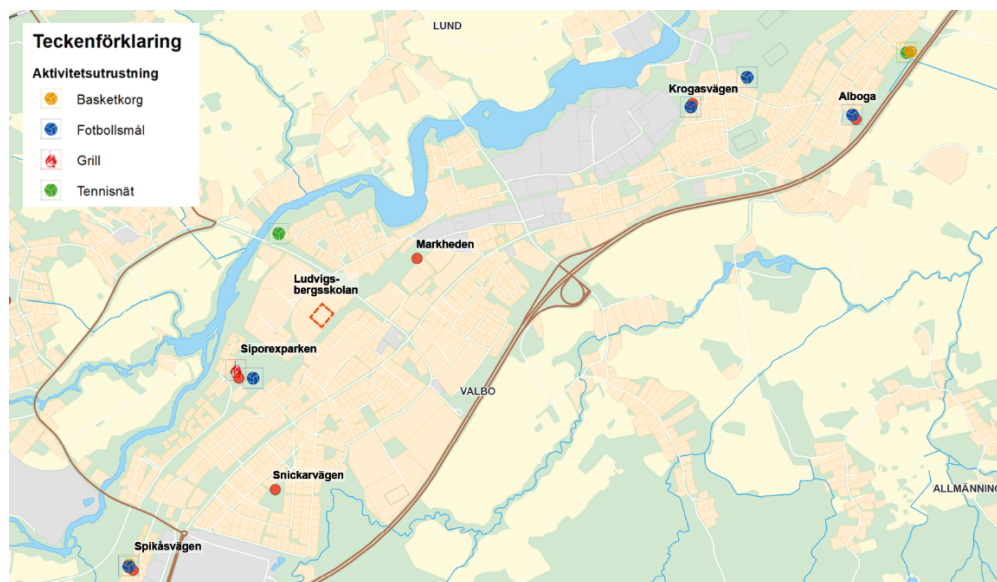 Teckenförklaring
Aktivitetsutrustning
Basketkorg
Fotbollsmål
Grill
Tennisnät
LUND
Krogasvägen
Alboga
Markheden
Ludvigs-
bergsskolan
Siporexparken
VALBO
Snickarvägen
ALLMÄNNING
Spikåsvägen